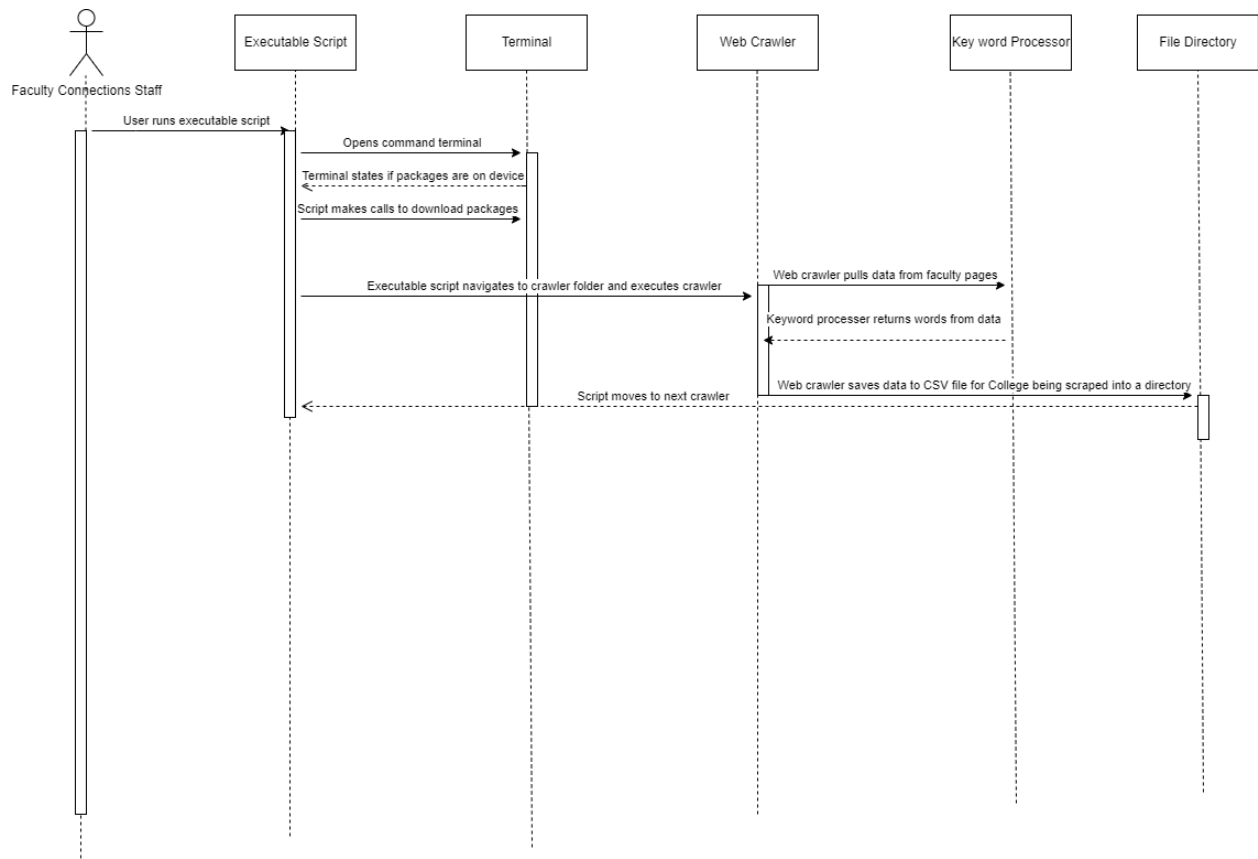 Executable Script
Terminal
Web Crawler
Key word Processor
File Directory
Faculty Connections Staff
User runs executable script
Opens command terminal
Terminal states if packages are on device
Script makes calls to download packages
Web crawler pulls data from faculty pages
Executable script navigates to crawler folder and executes crawler
Keyword processer returns words from data
Web crawler saves data to CSV file for College being scraped into a directory
Script moves to next crawler